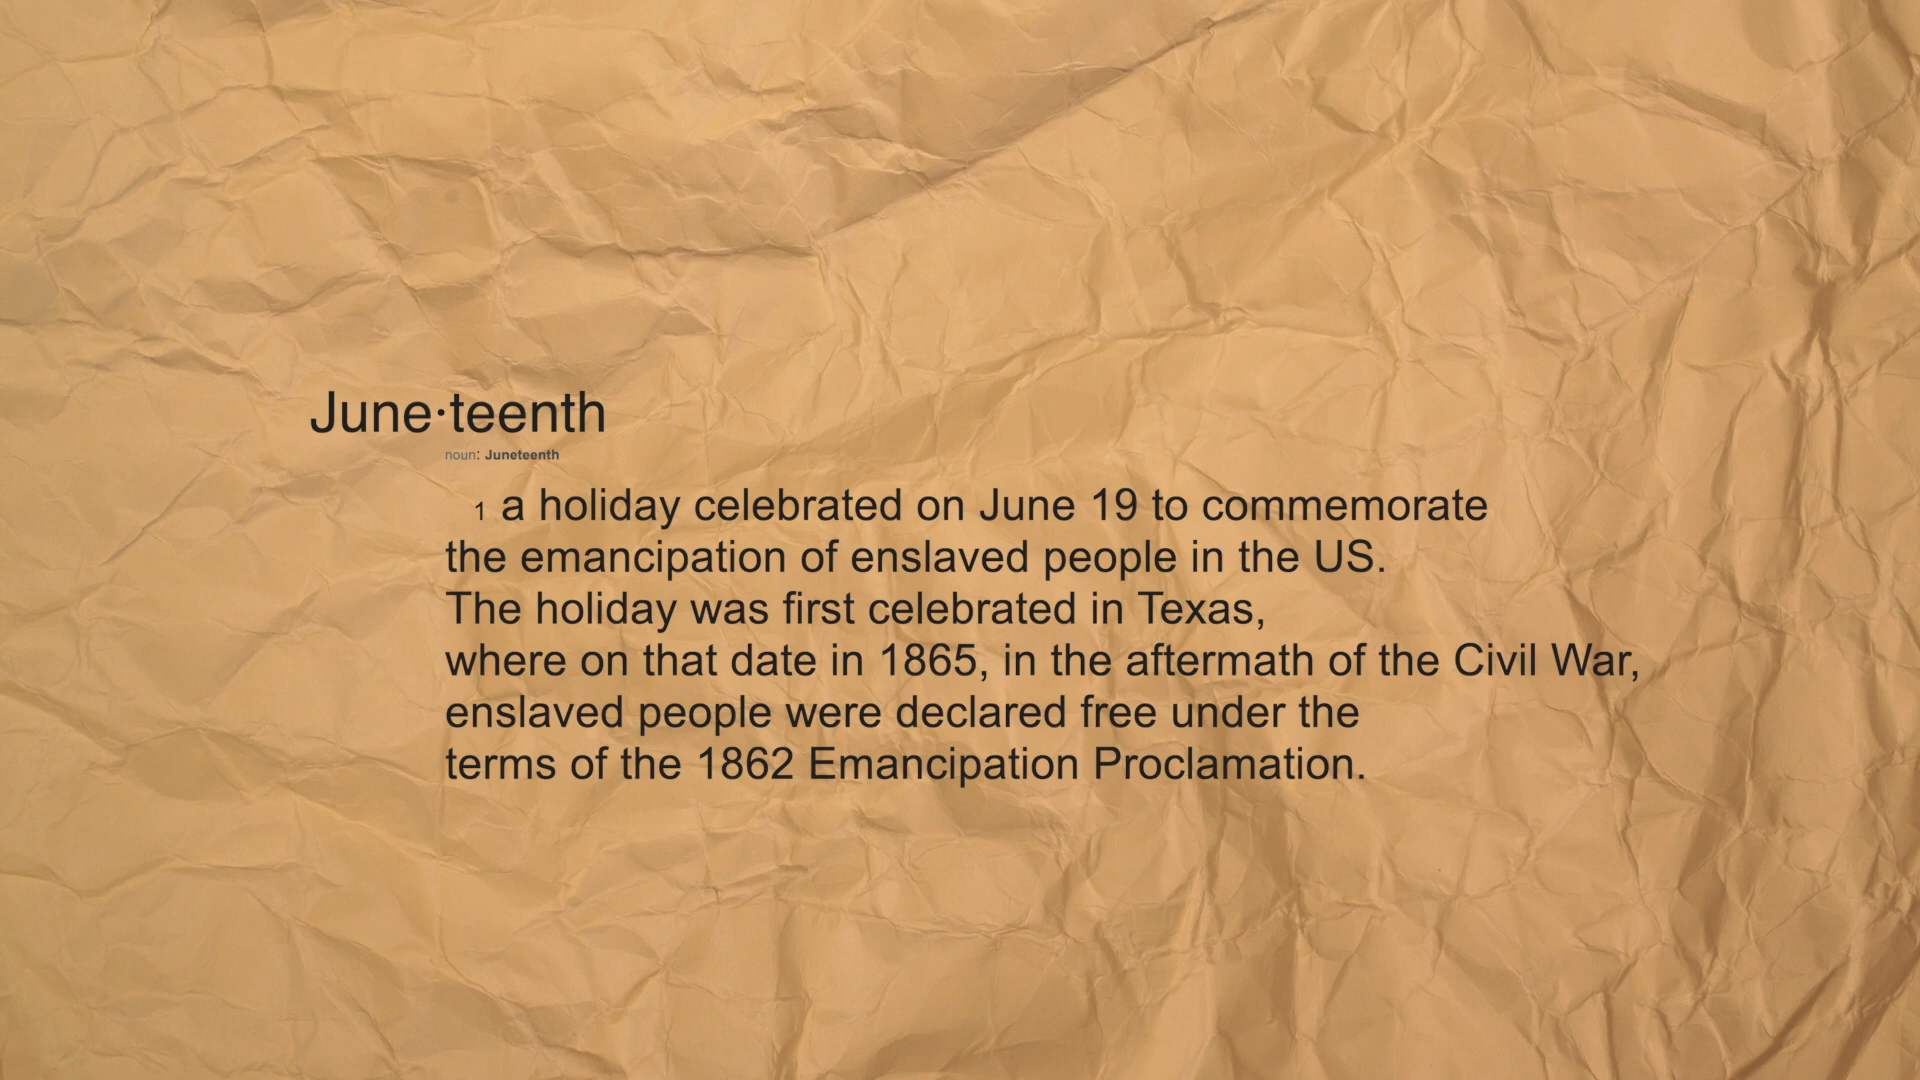 June·teenth
noun: Juneteenth
1 a holiday celebrated on June 19 to commemorate
the emancipation of enslaved people in the US.
The holiday was first celebrated in Texas,
where on that date in 1865, in the aftermath of the Civil War,
enslaved people were declared free under the
terms of the 1862 Emancipation Proclamation.